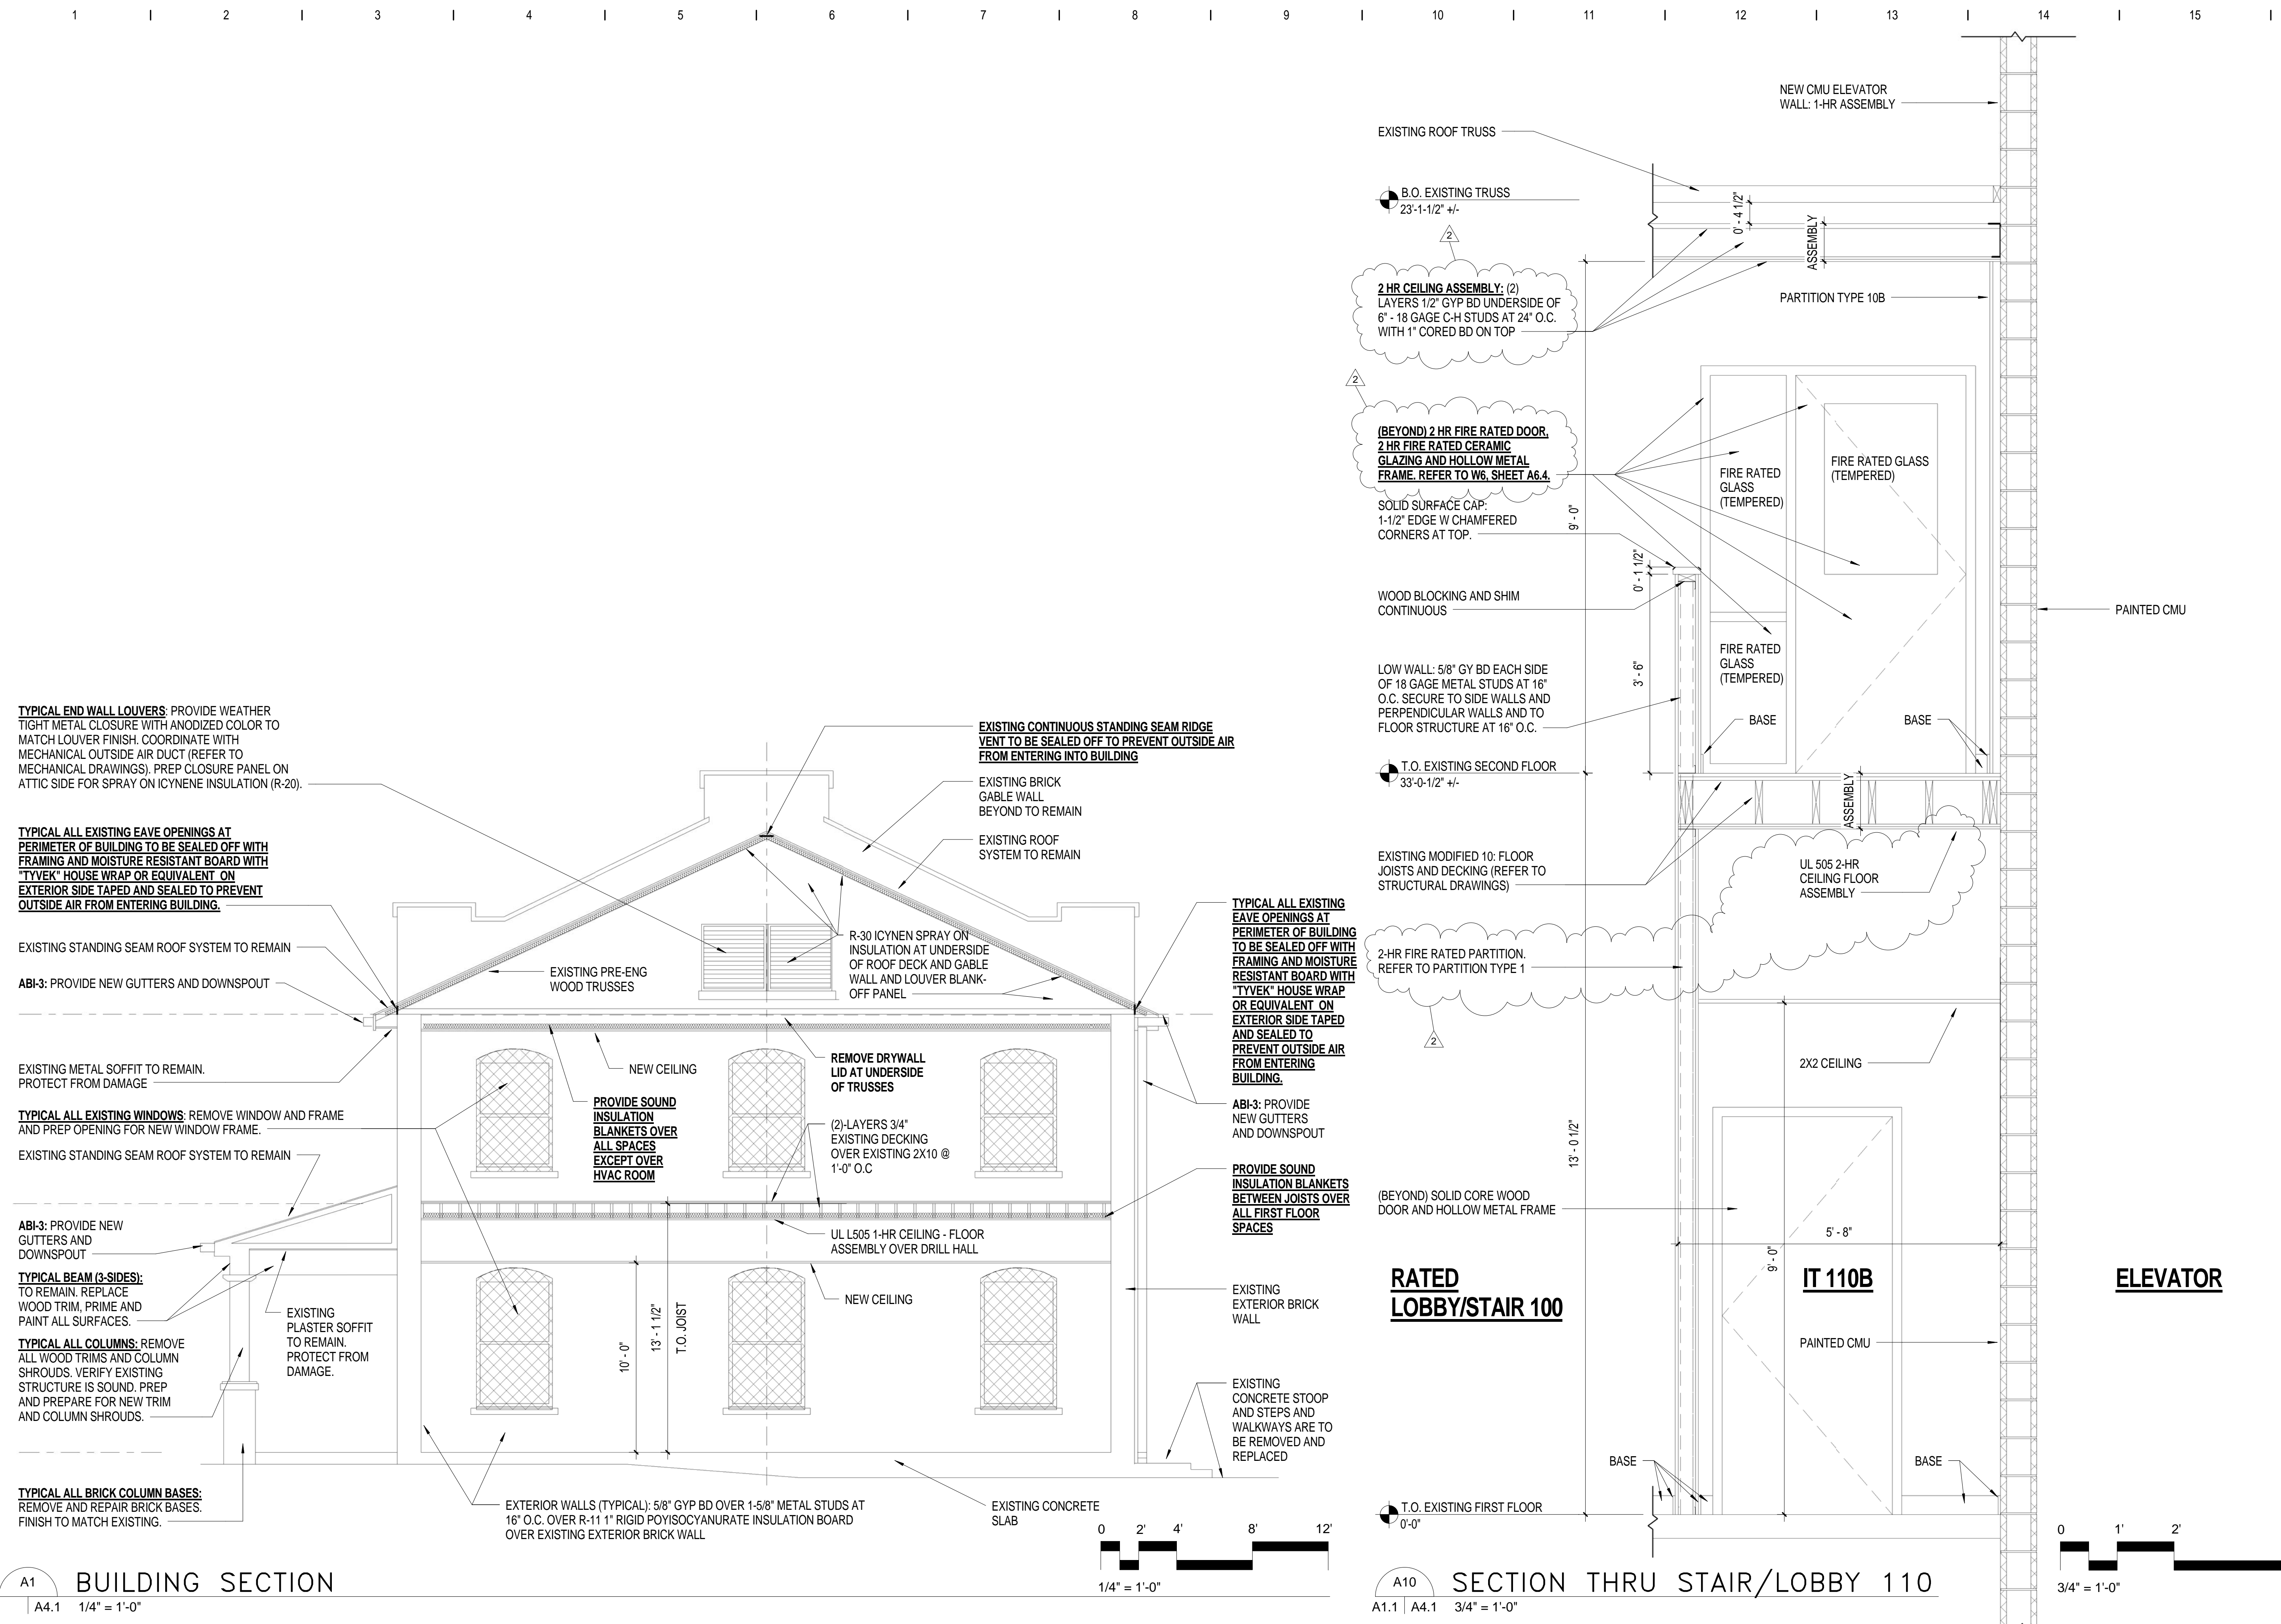 1 2 3 4 5 6 7 8 9 10 11 12 13 14 15
TYPICAL END WALL LOUVERS: PROVIDE WEATHER
TIGHT METAL CLOSURE WITH ANODIZED COLOR TO
MATCH LOUVER FINISH. COORDINATE WITH
MECHANICAL OUTSIDE AIR DUCT (REFER TO
MECHANICAL DRAWINGS). PREP CLOSURE PANEL ON
ATTIC SIDE FOR SPRAY ON ICYNENE INSULATION (R-20).
TYPICAL ALL EXISTING EAVE OPENINGS AT
PERIMETER OF BUILDING TO BE SEALED OFF WITH
FRAMING AND MOISTURE RESISTANT BOARD WITH
"TYVEK" HOUSE WRAP OR EQUIVALENT ON
EXTERIOR SIDE TAPED AND SEALED TO PREVENT
OUTSIDE AIR FROM ENTERING BUILDING.
EXISTING STANDING SEAM ROOF SYSTEM TO REMAIN
ABI-3: PROVIDE NEW GUTTERS AND DOWNSPOUT
EXISTING METAL SOFFIT TO REMAIN.
PROTECT FROM DAMAGE
TYPICAL ALL EXISTING WINDOWS: REMOVE WINDOW AND FRAME
AND PREP OPENING FOR NEW WINDOW FRAME.
EXISTING STANDING SEAM ROOF SYSTEM TO REMAIN
ABI-3: PROVIDE NEW
GUTTERS AND
DOWNSPOUT
TYPICAL BEAM (3-SIDES):
TO REMAIN. REPLACE
WOOD TRIM, PRIME AND
PAINT ALL SURFACES.
TYPICAL ALL COLUMNS: REMOVE
ALL WOOD TRIMS AND COLUMN
SHROUDS. VERIFY EXISTING
STRUCTURE IS SOUND. PREP
AND PREPARE FOR NEW TRIM
AND COLUMN SHROUDS.
TYPICAL ALL BRICK COLUMN BASES:
REMOVE AND REPAIR BRICK BASES.
FINISH TO MATCH EXISTING.
EXISTING
PLASTER SOFFIT
TO REMAIN.
PROTECT FROM
DAMAGE.
EXISTING PRE-ENG
WOOD TRUSSES
R-30 ICYNEN SPRAY ON
INSULATION AT UNDERSIDE
OF ROOF DECK AND GABLE
WALL AND LOUVER BLANK-
OFF PANEL
EXISTING CONTINUOUS STANDING SEAM RIDGE
VENT TO BE SEALED OFF TO PREVENT OUTSIDE AIR
FROM ENTERING INTO BUILDING
EXISTING BRICK
GABLE WALL
BEYOND TO REMAIN
EXISTING ROOF
SYSTEM TO REMAIN
NEW CEILING
PROVIDE SOUND
INSULATION
BLANKETS OVER
ALL SPACES
EXCEPT OVER
HVAC ROOM
REMOVE DRYWALL
LID AT UNDERSIDE
OF TRUSSES
(2)-LAYERS 3/4"
EXISTING DECKING
OVER EXISTING 2X10 @
1'-0" O.C
UL L505 1-HR CEILING - FLOOR
ASSEMBLY OVER DRILL HALL
NEW CEILING
10' - 0"
13' - 1 1/2"
T.O. JOIST
TYPICAL ALL EXISTING
EAVE OPENINGS AT
PERIMETER OF BUILDING
TO BE SEALED OFF WITH
FRAMING AND MOISTURE
RESISTANT BOARD WITH
"TYVEK" HOUSE WRAP
OR EQUIVALENT ON
EXTERIOR SIDE TAPED
AND SEALED TO
PREVENT OUTSIDE AIR
FROM ENTERING
BUILDING.
ABI-3: PROVIDE
NEW GUTTERS
AND DOWNSPOUT
PROVIDE SOUND
INSULATION BLANKETS
BETWEEN JOISTS OVER
ALL FIRST FLOOR
SPACES
EXISTING
EXTERIOR BRICK
WALL
EXISTING
CONCRETE STOOP
AND STEPS AND
WALKWAYS ARE TO
BE REMOVED AND
REPLACED
EXTERIOR WALLS (TYPICAL): 5/8" GYP BD OVER 1-5/8" METAL STUDS AT
16" O.C. OVER R-11 1" RIGID POYISOCYANURATE INSULATION BOARD
OVER EXISTING EXTERIOR BRICK WALL
EXISTING CONCRETE
SLAB
0 2' 4' 8' 12'
1/4" = 1'-0"
A1 BUILDING SECTION
A4.1 1/4" = 1'-0"
NEW CMU ELEVATOR
WALL: 1-HR ASSEMBLY
EXISTING ROOF TRUSS
B.O. EXISTING TRUSS
23'-1-1/2" +/-
2
0' - 4 1/2"
ASSEMBLY
2 HR CEILING ASSEMBLY: (2)
LAYERS 1/2" GYP BD UNDERSIDE OF
6" - 18 GAGE C-H STUDS AT 24" O.C.
WITH 1" CORED BD ON TOP
PARTITION TYPE 10B
2
(BEYOND) 2 HR FIRE RATED DOOR,
2 HR FIRE RATED CERAMIC
GLAZING AND HOLLOW METAL
FRAME. REFER TO W6, SHEET A6.4.
FIRE RATED
GLASS
(TEMPERED)
FIRE RATED GLASS
(TEMPERED)
SOLID SURFACE CAP:
1-1/2" EDGE W CHAMFERED
CORNERS AT TOP.
9' - 0"
0' - 1 1/2"
WOOD BLOCKING AND SHIM
CONTINUOUS
PAINTED CMU
LOW WALL: 5/8" GY BD EACH SIDE
OF 18 GAGE METAL STUDS AT 16"
O.C. SECURE TO SIDE WALLS AND
PERPENDICULAR WALLS AND TO
FLOOR STRUCTURE AT 16" O.C.
3' - 6"
FIRE RATED
GLASS
(TEMPERED)
BASE
BASE
T.O. EXISTING SECOND FLOOR
33'-0-1/2" +/-
ASSEMBLY
EXISTING MODIFIED 10: FLOOR
JOISTS AND DECKING (REFER TO
STRUCTURAL DRAWINGS)
UL 505 2-HR
CEILING FLOOR
ASSEMBLY
2-HR FIRE RATED PARTITION.
REFER TO PARTITION TYPE 1
2
2X2 CEILING
13' - 0 1/2"
(BEYOND) SOLID CORE WOOD
DOOR AND HOLLOW METAL FRAME
5' - 8"
9' - 0"
RATED
LOBBY/STAIR 100
IT 110B
ELEVATOR
PAINTED CMU
BASE
BASE
T.O. EXISTING FIRST FLOOR
0'-0"
0 1' 2'
3/4" = 1'-0"
A10 SECTION THRU STAIR/LOBBY 110
A1.1 A4.1 3/4" = 1'-0"